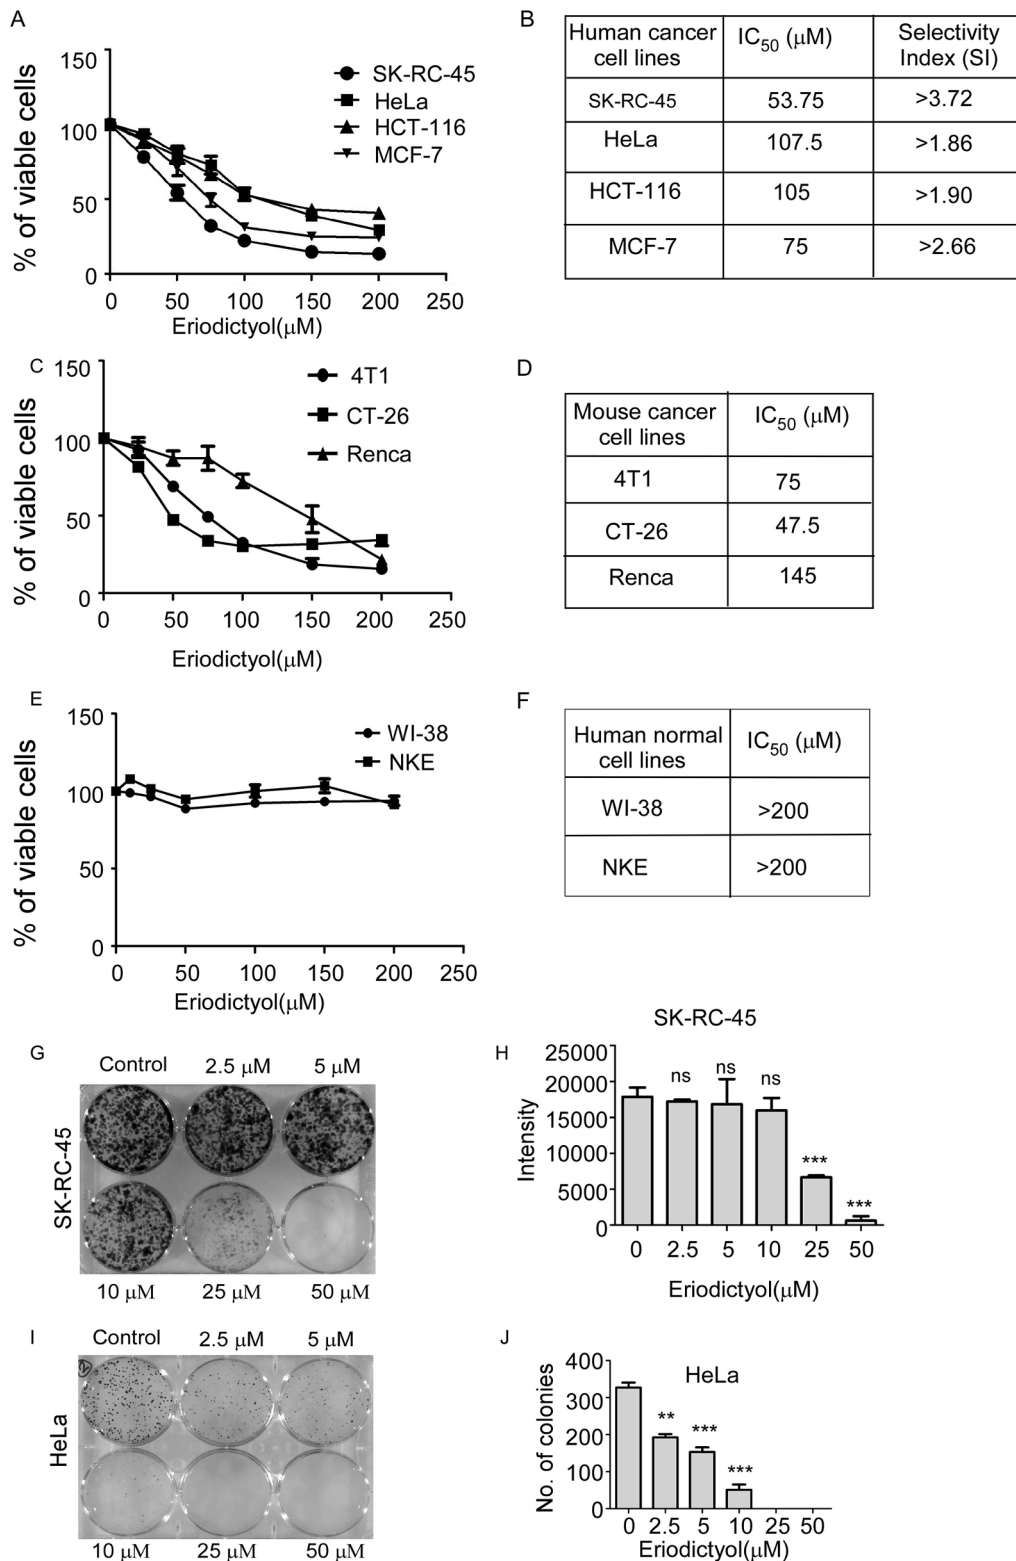 A
150
100
50
0
% of viable cells
SK-RC-45
HeLa
HCT-116
MCF-7
0 50 100 150 200 250
Eriodictyol(μM)
B
Human cancer cell lines IC50 (μM) Selectivity Index (SI)
SK-RC-45 53.75 >3.72
HeLa 107.5 >1.86
HCT-116 105 >1.90
MCF-7 75 >2.66
C
150
100
50
0
% of viable cells
4T1
CT-26
Renca
0 50 100 150 200 250
Eriodictyol(μM)
D
Mouse cancer cell lines IC50 (μM)
4T1 75
CT-26 47.5
Renca 145
E
150
100
50
0
% of viable cells
WI-38
NKE
0 50 100 150 200 250
Eriodictyol(μM)
F
Human normal cell lines IC50 (μM)
WI-38 >200
NKE >200
G
Control 2.5 μM 5 μM
SK-RC-45
10 μM 25 μM 50 μM
H
SK-RC-45
25000
20000
15000
10000
5000
0
Intensity
ns ns ns *** ***
0 2.5 5 10 25 50
Eriodictyol(μM)
I
Control 2.5 μM 5 μM
HeLa
10 μM 25 μM 50 μM
J
HeLa
400
300
200
100
0
No. of colonies
** *** ***
0 2.5 5 10 25 50
Eriodictyol(μM)